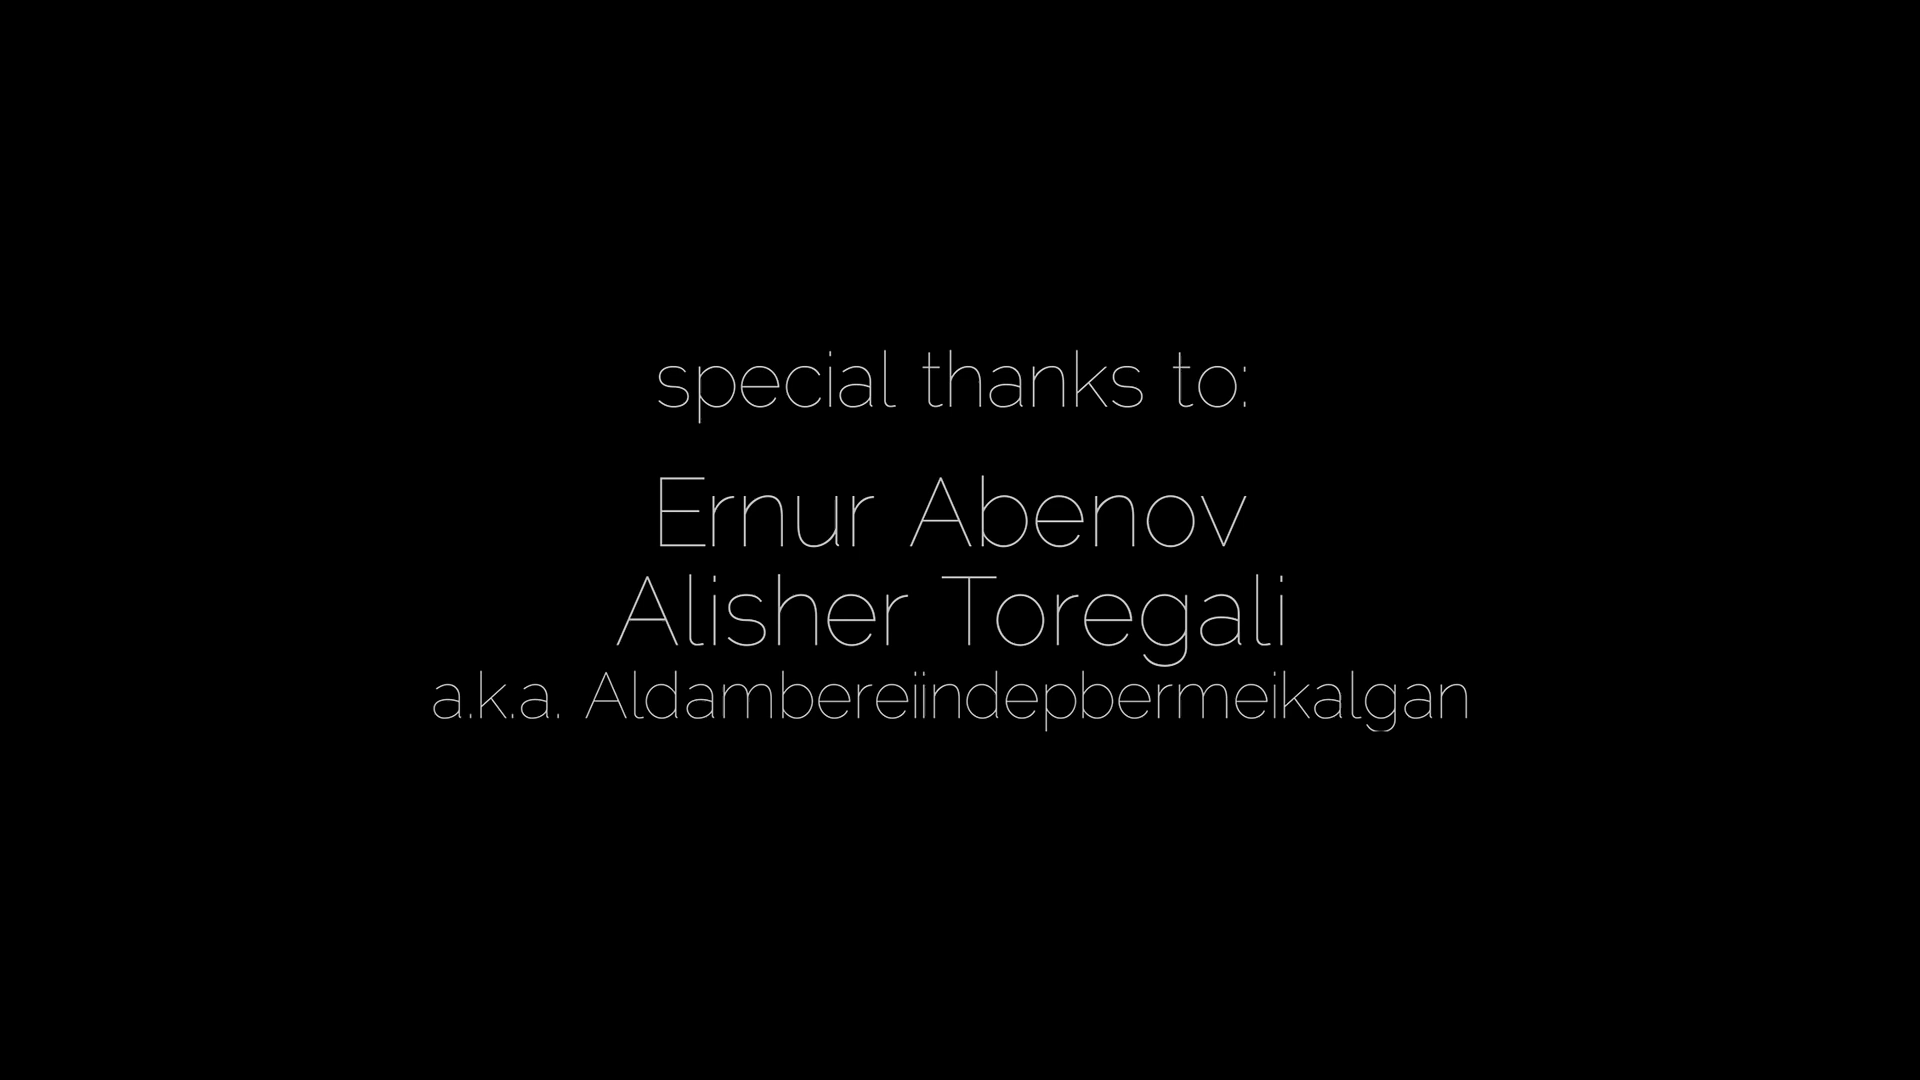 special thanks to:
Ernur Abenov
Alisher Toregali
a.k.a. Aldambereiindepbermeikalgan